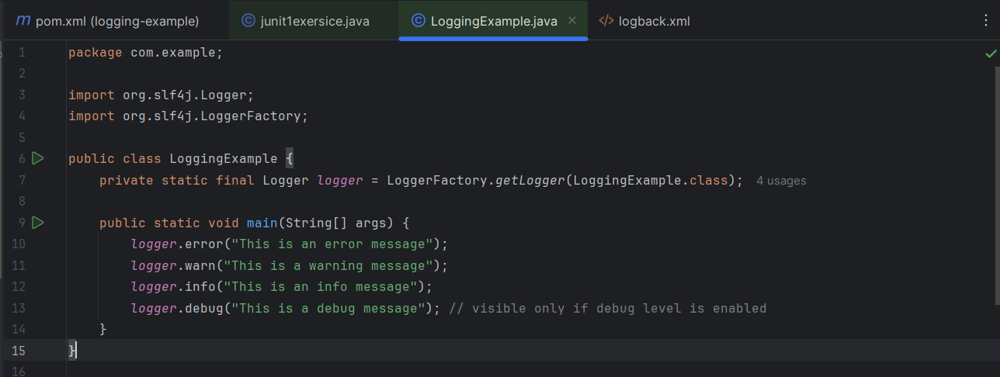 m pom.xml (logging-example) © junit1exersice.java © LoggingExample.java × </> logback.xml
1 package com.example;
2
3 import org.slf4j.Logger;
4 import org.slf4j.LoggerFactory;
5
6 public class LoggingExample {
7 private static final Logger logger = LoggerFactory.getLogger(LoggingExample.class); 4 usages
8
9 public static void main(String[] args) {
10 logger.error("This is an error message");
11 logger.warn("This is a warning message");
12 logger.info("This is an info message");
13 logger.debug("This is a debug message"); // visible only if debug level is enabled
14 }
15 }
16